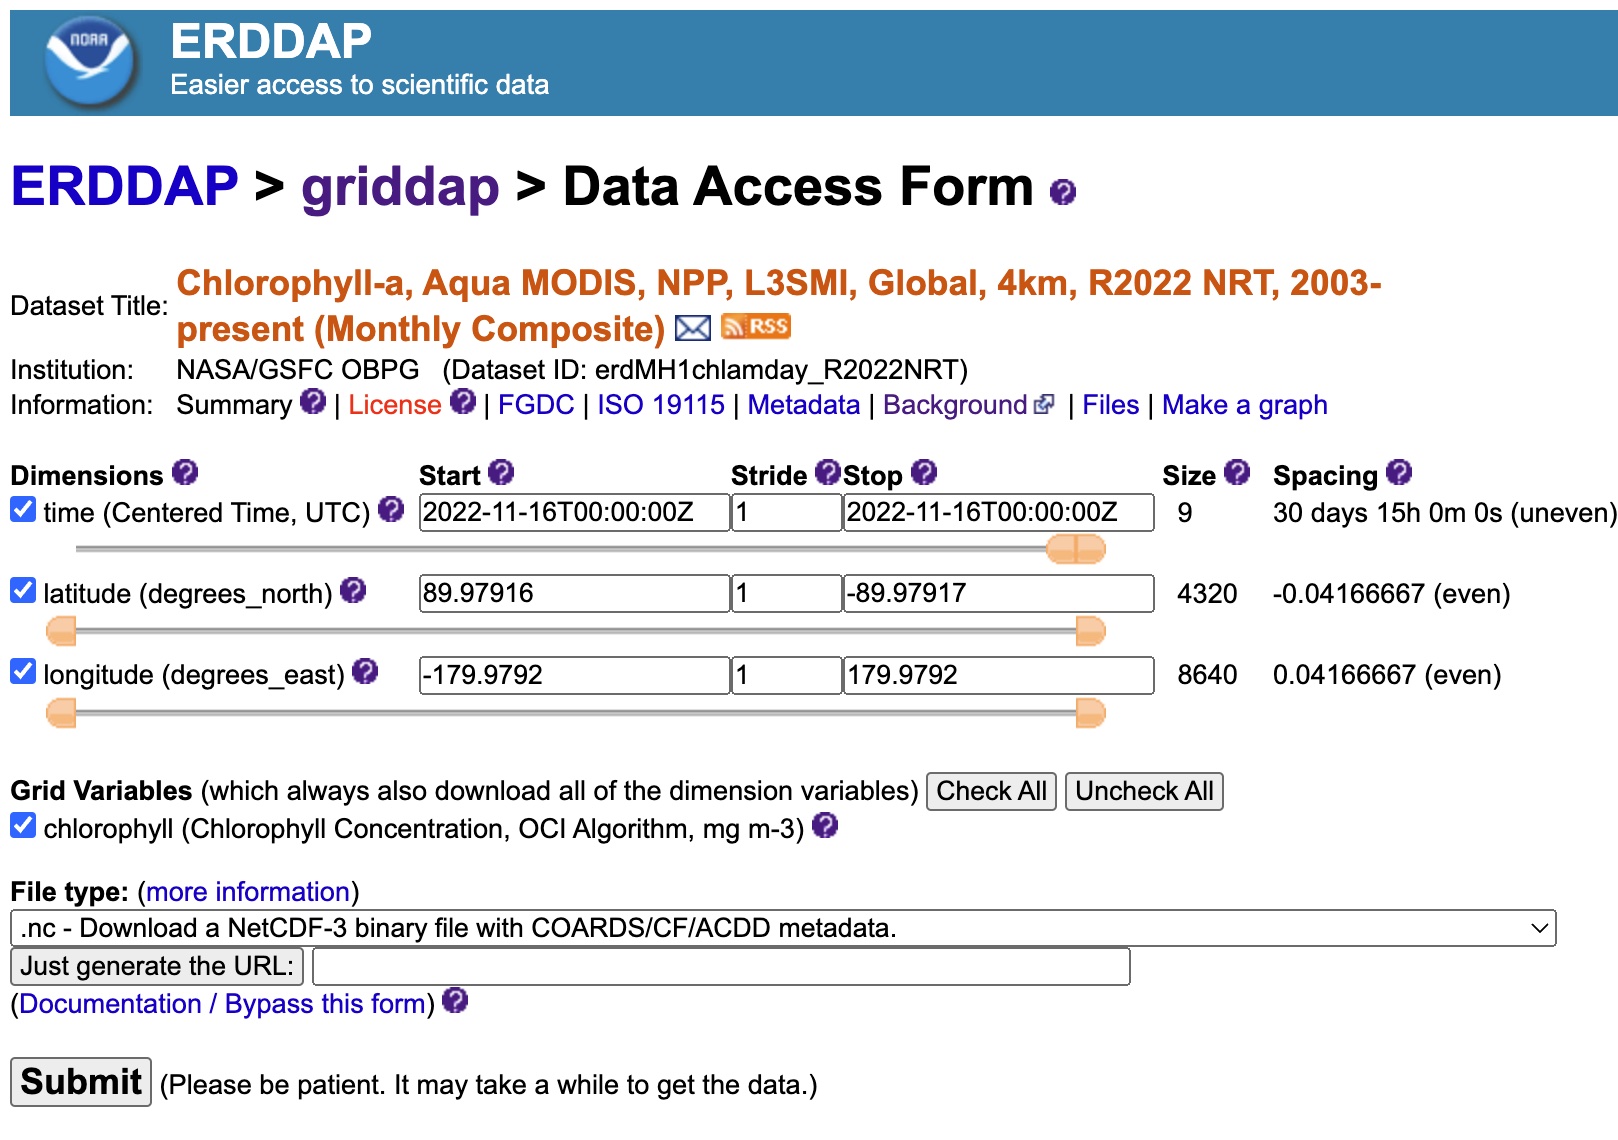 NOAA
ERDDAP
Easier access to scientific data
ERDDAP > griddap > Data Access Form ?
Dataset Title: Chlorophyll-a, Aqua MODIS, NPP, L3SMI, Global, 4km, R2022 NRT, 2003-
present (Monthly Composite) RSS
Institution: NASA/GSFC OBPG (Dataset ID: erdMH1chlamday_R2022NRT)
Information: Summary ? | License ? | FGDC | ISO 19115 | Metadata | Background | Files | Make a graph
Dimensions ? Start ? Stride ? Stop ? Size ? Spacing ?
time (Centered Time, UTC) ? 2022-11-16T00:00:00Z 1 2022-11-16T00:00:00Z 9 30 days 15h 0m 0s (uneven)
latitude (degrees_north) ? 89.97916 1 -89.97917 4320 -0.04166667 (even)
longitude (degrees_east) ? -179.9792 1 179.9792 8640 0.04166667 (even)
Grid Variables (which always also download all of the dimension variables) Check All Uncheck All
chlorophyll (Chlorophyll Concentration, OCI Algorithm, mg m-3) ?
File type: (more information)
.nc - Download a NetCDF-3 binary file with COARDS/CF/ACDD metadata.
Just generate the URL:
(Documentation / Bypass this form) ?
Submit (Please be patient. It may take a while to get the data.)